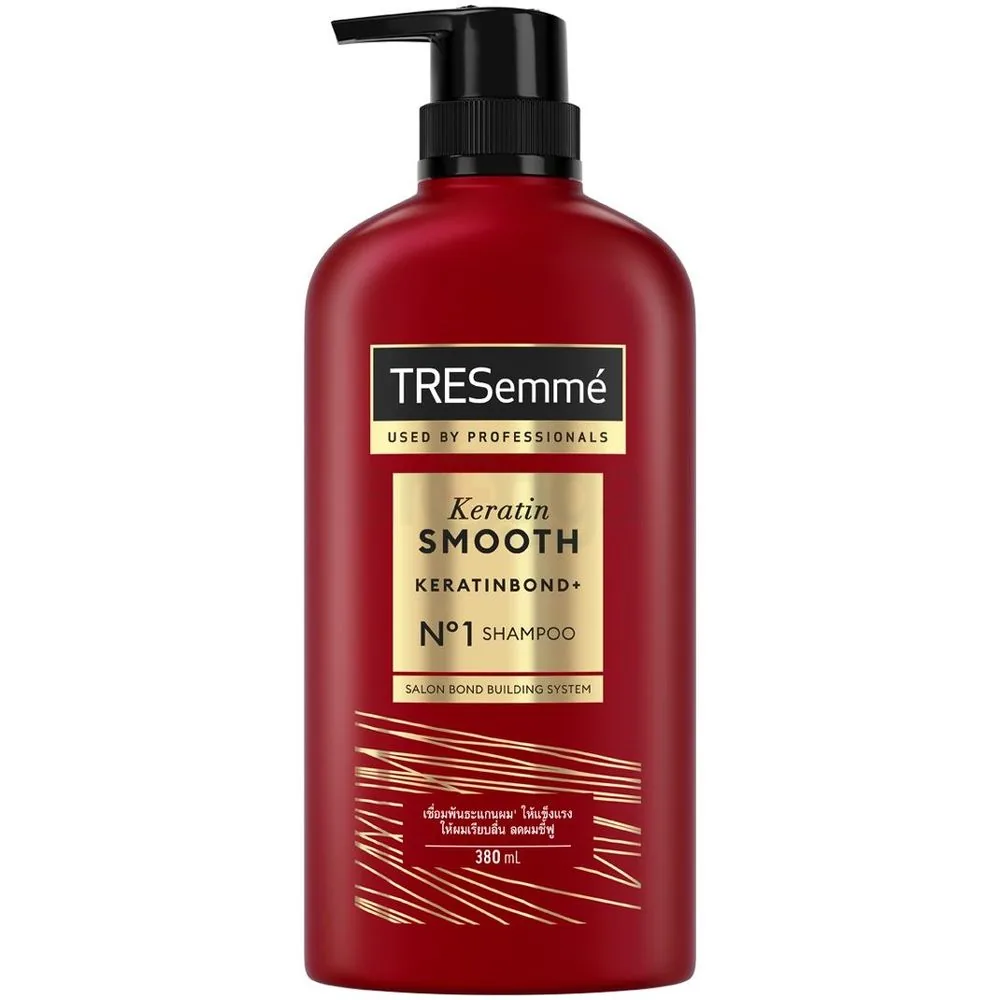 TRESemmé
USED BY PROFESSIONALS
Keratin
SMOOTH
KERATINBOND+
Nº1 SHAMPOO
SALON BOND BUILDING SYSTEM
เชื่อมพันธะแกนผม' ให้แข็งแรง
ให้ผมเรียบลื่น ลดผมชี้ฟู
380 mL